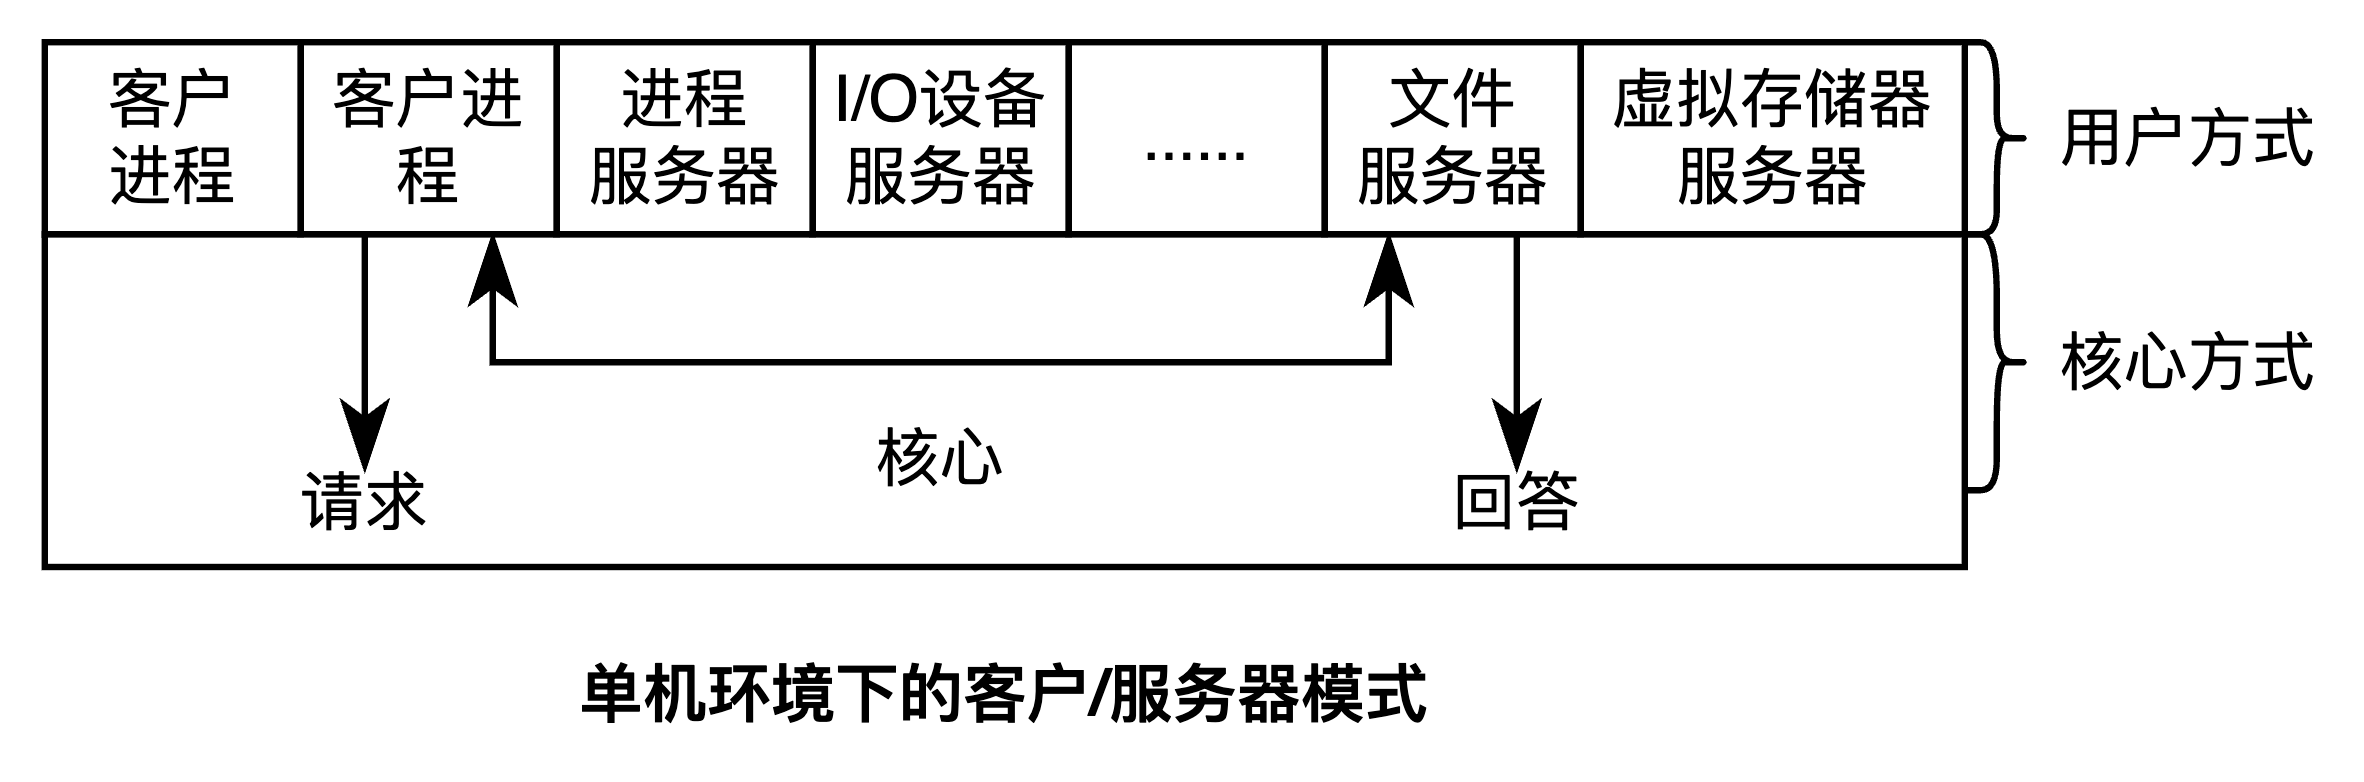 客户
进程
客户进
程
进程
服务器
I/O设备
服务器
······
文件
服务器
虚拟存储器
服务器
用户方式
核心方式
核心
请求
回答
单机环境下的客户/服务器模式